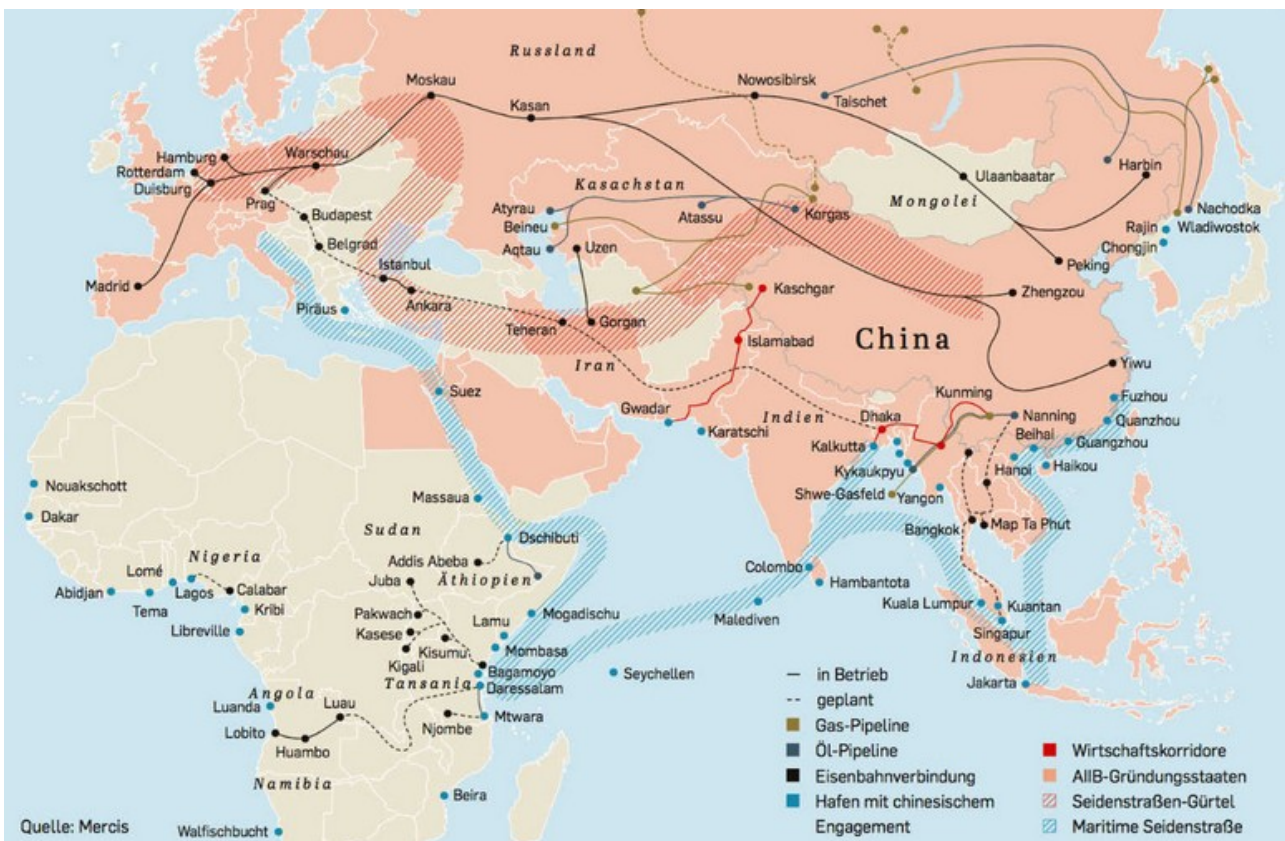 Russland
Moskau
Nowosibirsk
Kasan
Taischet
Hamburg
Warschau
Rotterdam
Duisburg
Harbin
Prag
Kasachstan
Ulaanbaatar
Mongolei
Budapest
Atyrau
Atassu
Korgas
Nachodka
Beineu
Rajin
Wladiwostok
Belgrad
Aqtau
Uzen
Chongjin
Istanbul
Peking
Madrid
Ankara
Kaschgar
Zhengzou
Piräus
Teheran
Gorgan
China
Islamabad
Iran
Yiwu
Suez
Kunming
Fuzhou
Gwadar
Indien
Dhaka
Nanning
Quanzhou
Karatschi
Kalkutta
Beihai
Guangzhou
Kykaukpyu
Hanoi
Haikou
Nouakschott
Massaua
Shwe-Gasfeld
Yangon
Dakar
Sudan
Dschibuti
Bangkok
Map Ta Phut
Nigeria
Addis Abeba
Lomé
Äthiopien
Colombo
Juba
Hambantota
Abidjan
Lagos
Calabar
Tema
Kribi
Pakwach
Lamu
Mogadischu
Malediven
Kuala Lumpur
Kuantan
Libreville
Kasese
Kisumu
Mombasa
Singapur
Kigali
Bagamoyo
Seychellen
Indonesien
Tansania
Daressalam
Jakarta
Angola
Luanda
Luau
Njombe
Mtwara
Lobito
Huambo
Namibia
Beira
Walfischbucht
in Betrieb
geplant
Gas-Pipeline
Öl-Pipeline
Eisenbahnverbindung
Hafen mit chinesischem
Engagement
Wirtschaftskorridore
AIIB-Gründungsstaaten
Seidenstraßen-Gürtel
Maritime Seidenstraße
Quelle: Mercis